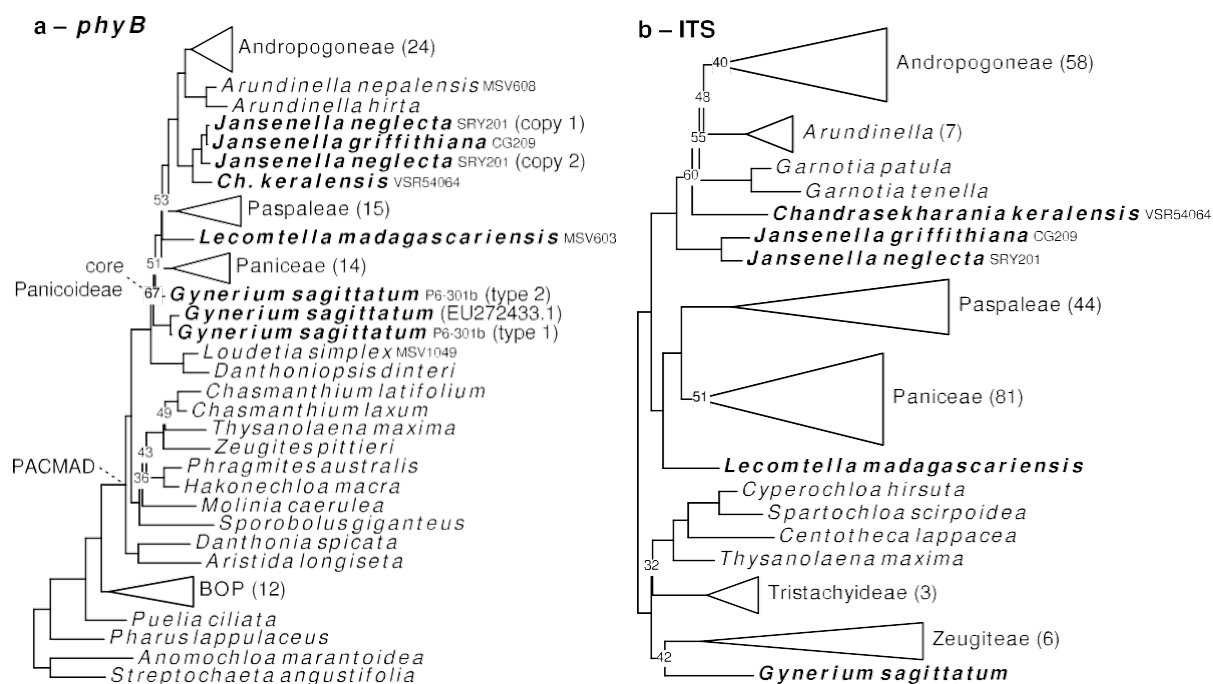 a – phyB
Andropogoneae (24)
Arundinella nepalensis MSV608
Arundinella hirta
Jansenella neglecta SRY201 (copy 1)
Jansenella griffithiana CG209
Jansenella neglecta SRY201 (copy 2)
Ch. keralensis VSR54064
53
Paspaleae (15)
Lecomtella madagascariensis MSV603
51
Paniceae (14)
core
Panicoideae
67
Gynerium sagittatum P6-301b (type 2)
Gynerium sagittatum (EU272433.1)
Gynerium sagittatum P6-301b (type 1)
Loudetia simplex MSV1049
Danthoniopsis dinteri
Chasmanthium latifolium
49
Chasmanthium laxum
Thysanolaena maxima
43
Zeugites pittieri
PACMAD
Phragmites australis
36
Hakonechloa macra
Molinia caerulea
Sporobolus giganteus
Danthonia spicata
Aristida longiseta
BOP (12)
Puelia ciliata
Pharus lappulaceus
Anomochloa marantoidea
Streptochaeta angustifolia
b – ITS
40
Andropogoneae (58)
48
55
Arundinella (7)
60
Garnotia patula
Garnotia tenella
Chandrasekharania keralensis VSR54064
Jansenella griffithiana CG209
Jansenella neglecta SRY201
Paspaleae (44)
51
Paniceae (81)
Lecomtella madagascariensis
Cyperochloa hirsuta
Spartochloa scirpoidea
Centotheca lappacea
Thysanolaena maxima
32
Tristachyideae (3)
Zeugiteae (6)
42
Gynerium sagittatum